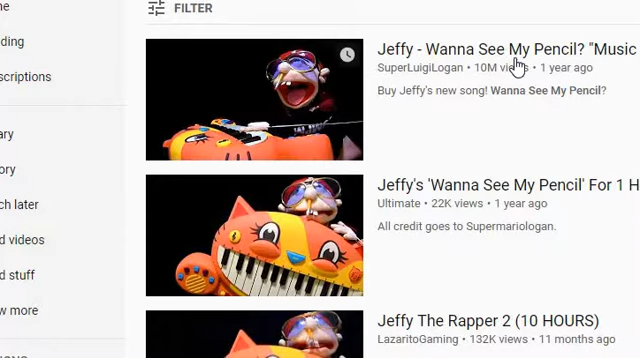 FILTER
ding
scriptions
ary
ory
ch later
d videos
d stuff
w more
Jeffy - Wanna See My Pencil? "Music
SuperLuigiLogan • 10M views • 1 year ago
Buy Jeffy's new song! Wanna See My Pencil?
Jeffy's 'Wanna See My Pencil' For 1 H
Ultimate • 22K views • 1 year ago
All credit goes to Supermariologan.
Jeffy The Rapper 2 (10 HOURS)
LazaritoGaming • 132K views • 11 months ago